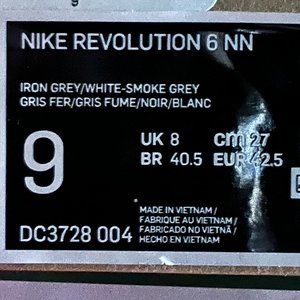 NIKE REVOLUTION 6 NN
IRON GREY/WHITE-SMOKE GREY
GRIS FER/GRIS FUME/NOIR/BLANC
9
UK 8 cm 27
BR 40.5 EUR 42.5
MADE IN VIETNAM /
FABRIQUE AU VIETNAM /
FABRICADO NO VIETNÃ /
HECHO EN VIETNAM
DC3728 004